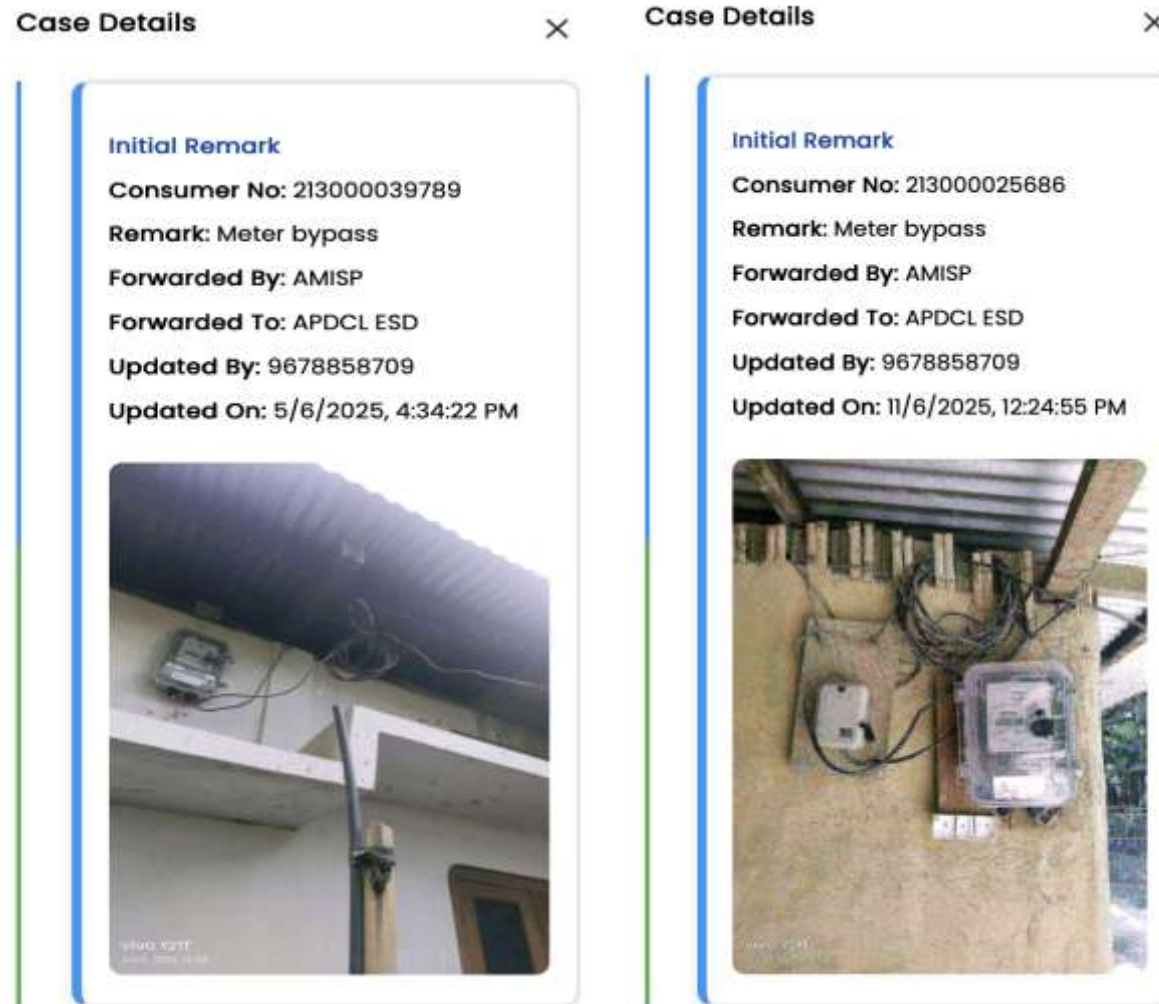 Case Details
Initial Remark
Consumer No: 213000039789
Remark: Meter bypass
Forwarded By: AMISP
Forwarded To: APDCL ESD
Updated By: 9678858709
Updated On: 5/6/2025, 4:34:22 PM
Case Details
Initial Remark
Consumer No: 213000025686
Remark: Meter bypass
Forwarded By: AMISP
Forwarded To: APDCL ESD
Updated By: 9678858709
Updated On: 11/6/2025, 12:24:55 PM